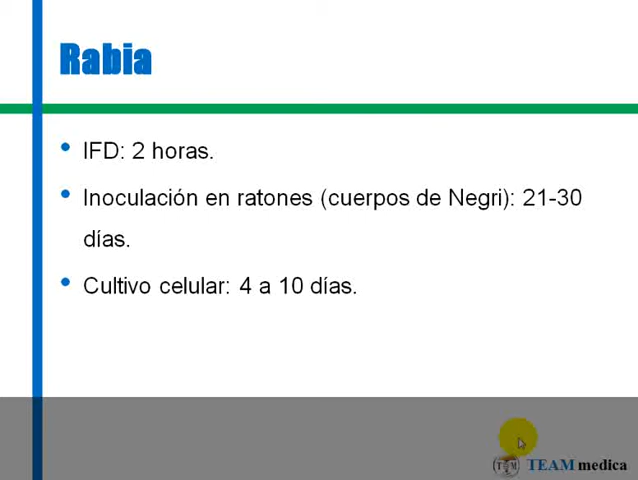 Rabia
• IFD: 2 horas.
• Inoculación en ratones (cuerpos de Negri): 21-30
días.
• Cultivo celular: 4 a 10 días.
TEAM medica